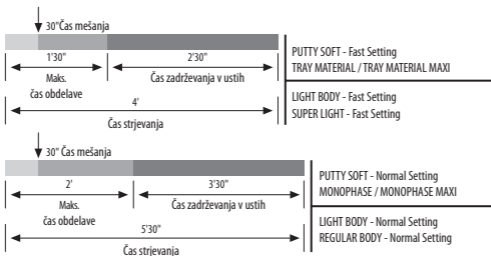 30"Čas mešanja
1'30"
2'30"
Maks.
čas obdelave
Čas zadrževanja v ustih
4'
Čas strjevanja
PUTTY SOFT - Fast Setting
TRAY MATERIAL / TRAY MATERIAL MAXI
LIGHT BODY - Fast Setting
SUPER LIGHT - Fast Setting
30" Čas mešanja
2'
3'30"
Maks.
čas obdelave
Čas zadrževanja v ustih
5'30"
Čas strjevanja
PUTTY SOFT - Normal Setting
MONOPHASE / MONOPHASE MAXI
LIGHT BODY - Normal Setting
REGULAR BODY - Normal Setting